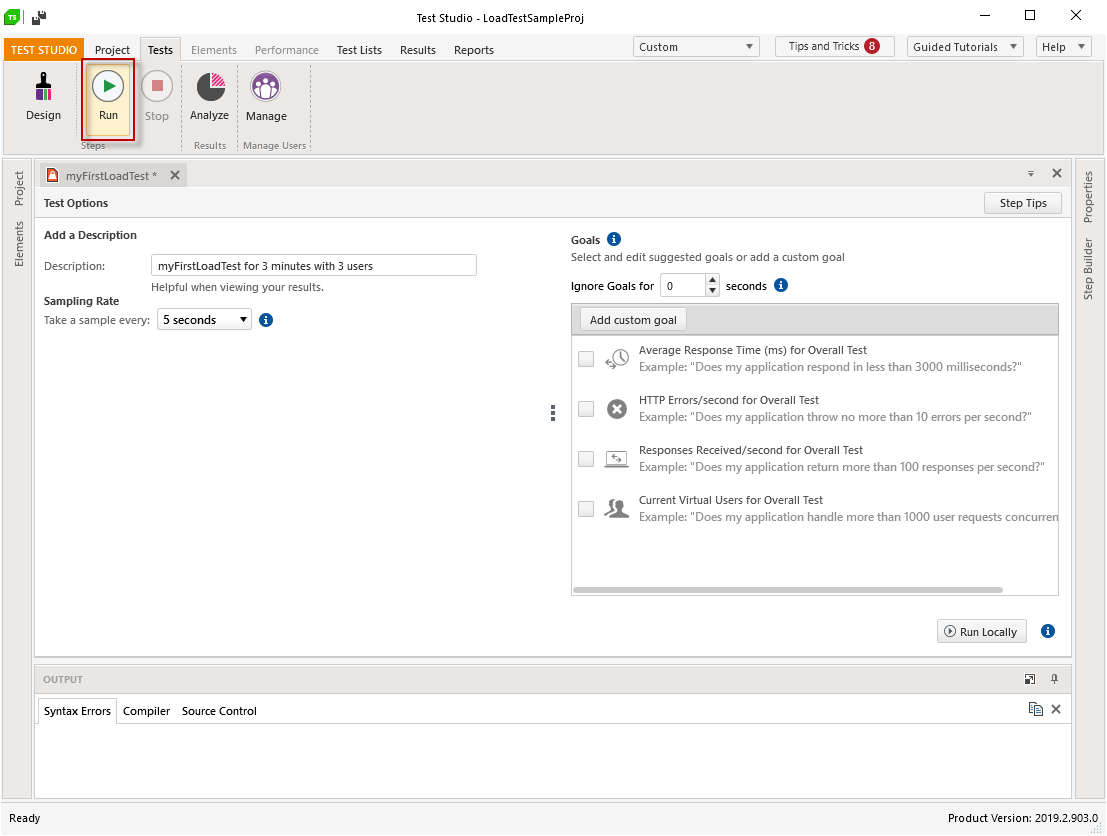 TS
Test Studio - LoadTestSampleProj
TEST STUDIO Project Tests Elements Performance Test Lists Results Reports Custom Tips and Tricks 8 Guided Tutorials Help
Design Run Stop Analyze Manage
Steps Results Manage Users
Project
Elements
myFirstLoadTest *
Test Options Step Tips
Add a Description
Description: myFirstLoadTest for 3 minutes with 3 users
Helpful when viewing your results.
Sampling Rate
Take a sample every: 5 seconds
Goals
Select and edit suggested goals or add a custom goal
Ignore Goals for 0 seconds
Add custom goal
Average Response Time (ms) for Overall Test
Example: "Does my application respond in less than 3000 milliseconds?"
HTTP Errors/second for Overall Test
Example: "Does my application throw no more than 10 errors per second?"
Responses Received/second for Overall Test
Example: "Does my application return more than 100 responses per second?"
Current Virtual Users for Overall Test
Example: "Does my application handle more than 1000 user requests concurren
Run Locally
Properties
Step Builder
OUTPUT
Syntax Errors Compiler Source Control
Ready Product Version: 2019.2.903.0